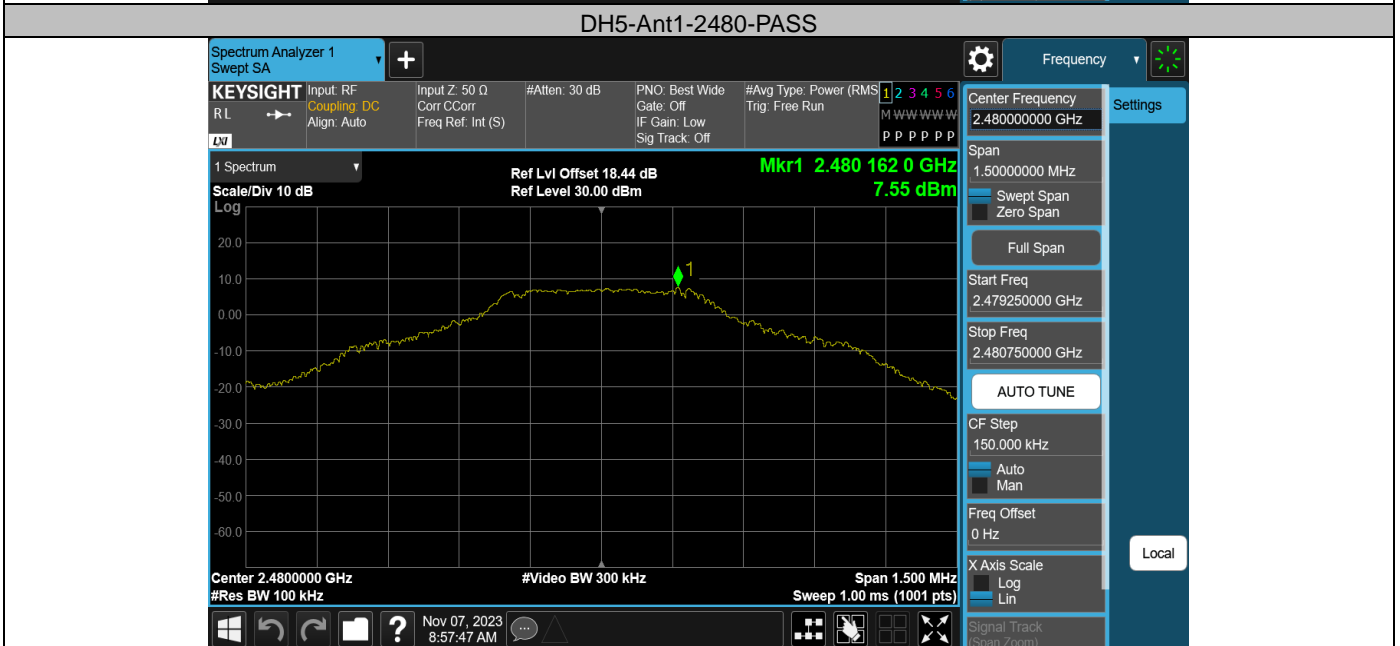 DH5-Ant1-2480-PASS
Spectrum Analyzer 1
Swept SA
Frequency
KEYSIGHT
R L
LXI
Input: RF
Coupling: DC
Align: Auto
Input Z: 50 Ω
Corr CCorr
Freq Ref: Int (S)
#Atten: 30 dB
PNO: Best Wide
Gate: Off
IF Gain: Low
Sig Track: Off
#Avg Type: Power (RMS
Trig: Free Run
1 2 3 4 5 6
M W W W W W
P P P P P P
1 Spectrum
Scale/Div 10 dB
Log
Ref Lvl Offset 18.44 dB
Ref Level 30.00 dBm
Mkr1 2.480 162 0 GHz
7.55 dBm
1
20.0
10.0
0.00
-10.0
-20.0
-30.0
-40.0
-50.0
-60.0
Center 2.4800000 GHz
#Res BW 100 kHz
#Video BW 300 kHz
Span 1.500 MHz
Sweep 1.00 ms (1001 pts)
Center Frequency
2.480000000 GHz
Settings
Span
1.50000000 MHz
Swept Span
Zero Span
Full Span
Start Freq
2.479250000 GHz
Stop Freq
2.480750000 GHz
AUTO TUNE
CF Step
150.000 kHz
Auto
Man
Freq Offset
0 Hz
X Axis Scale
Log
Lin
Local
Signal Track
(Span Zoom)
?
Nov 07, 2023
8:57:47 AM